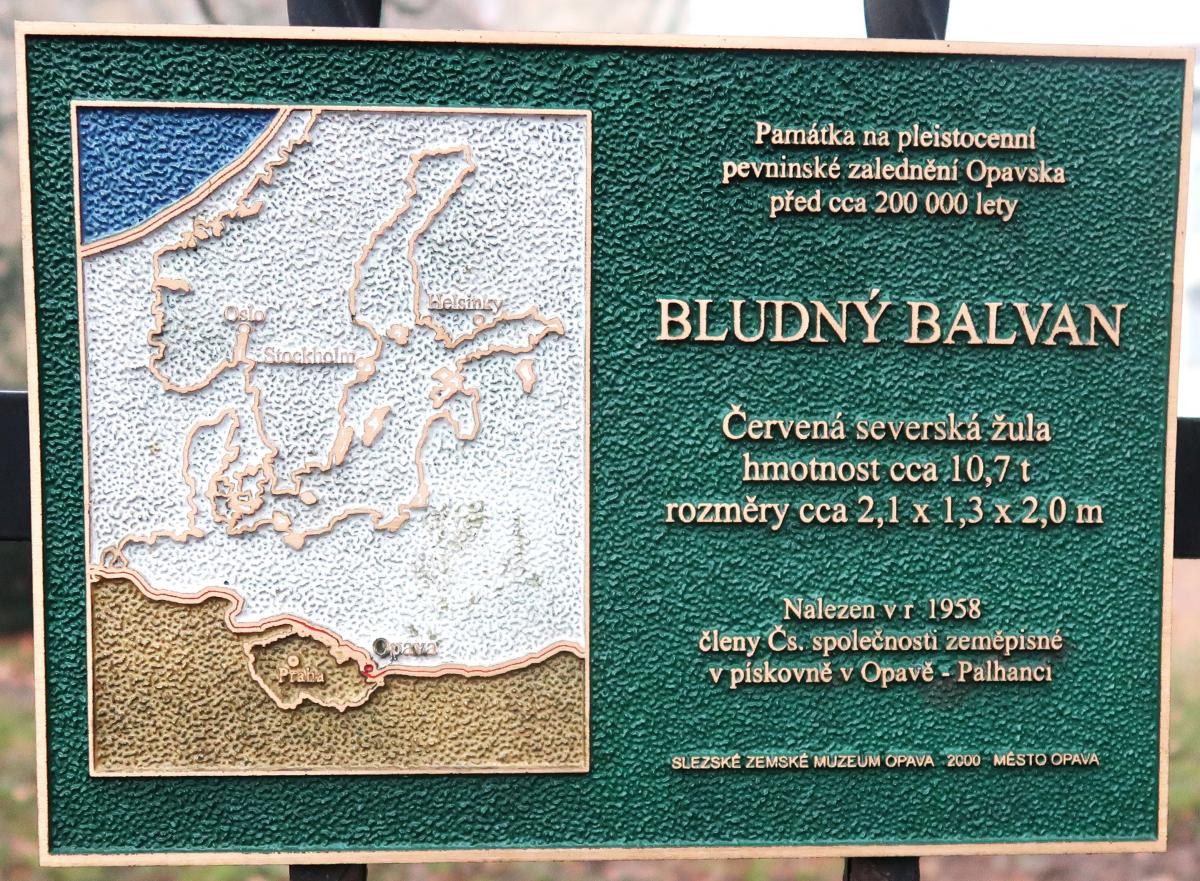 Památka na pleistocenní
pevninské zalednění Opavska
před cca 200 000 lety
BLUDNÝ BALVAN
Červená severská žula
hmotnost cca 10,7 t
rozměry cca 2,1 x 1,3 x 2,0 m
Nalezen v r 1958
členy Čs. společnosti zeměpisné
v pískovně v Opavě - Palhanci
SLEZSKÉ ZEMSKÉ MUZEUM OPAVA 2000 MĚSTO OPAVA
Helsinky
Oslo
Stockholm
Opava
Praha